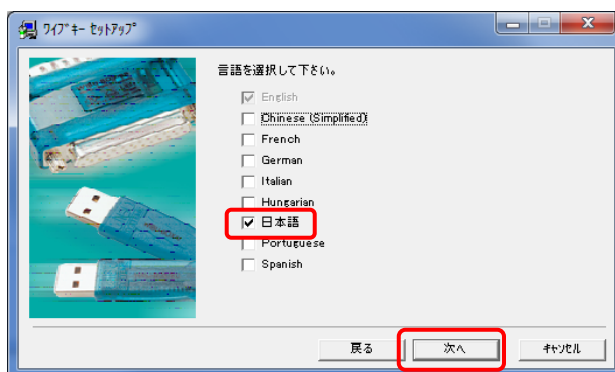 ワイブキー セットアップ
言語を選択して下さい。
English
Chinese (Simplified)
French
German
Italian
Hungarian
日本語
Portuguese
Spanish
戻る
次へ
キャンセル